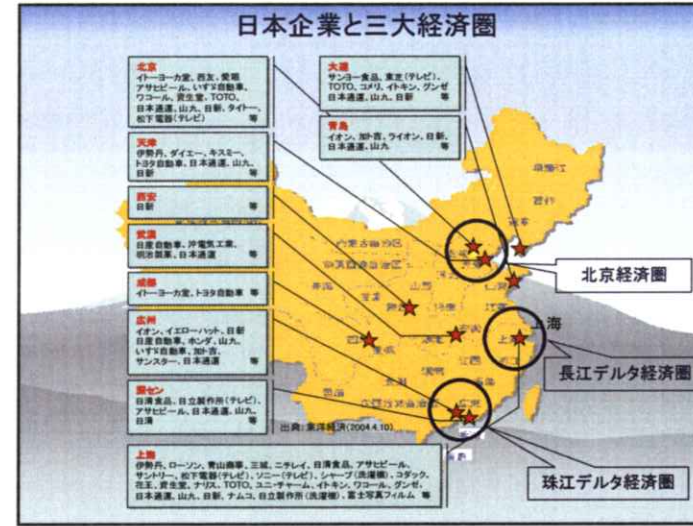 日本企業と三大経済圏
北京
イトーヨーカ堂、西友、愛眼
アサヒビール、いすゞ自動車、
ワコール、資生堂、TOTO、
日本通運、山九、日新、タイトー、
松下電器(テレビ) 等
大連
サンヨー食品、東芝(テレビ)、
TOTO、コメリ、イトキン、グンゼ
日本通運、山九、日新 等
青島
イオン、加ト吉、ライオン、日新、
日本通運、山九 等
天津
伊勢丹、ダイエー、キスミー、
トヨタ自動車、日本通運、山九、
日新 等
西安
日新 等
武漢
日産自動車、沖電気工業、
明治製菓、日本通運 等
成都
イトーヨーカ堂、トヨタ自動車 等
広州
イオン、イエローハット、日新
日産自動車、ホンダ、山九、
いすゞ自動車、加ト吉、
サンスター、日本通運 等
深セン
日清食品、日立製作所(テレビ)、
アサヒビール、日本通運、山九、
日清 等
上海
伊勢丹、ローソン、青山商事、三城、ニチレイ、日清食品、アサヒビール、
サントリー、松下電器(テレビ)、ソニー(テレビ)、シャープ(洗濯機)、コダック、
花王、資生堂、ナリス、TOTO、ユニ・チャーム、イトキン、ワコール、グンゼ、
日本通運、山九、日新、ナムコ、日立製作所(洗濯機)、富士写真フィルム 等
北京経済圏
上海
長江デルタ経済圏
珠江デルタ経済圏
出典:東洋経済(2004.4.10)